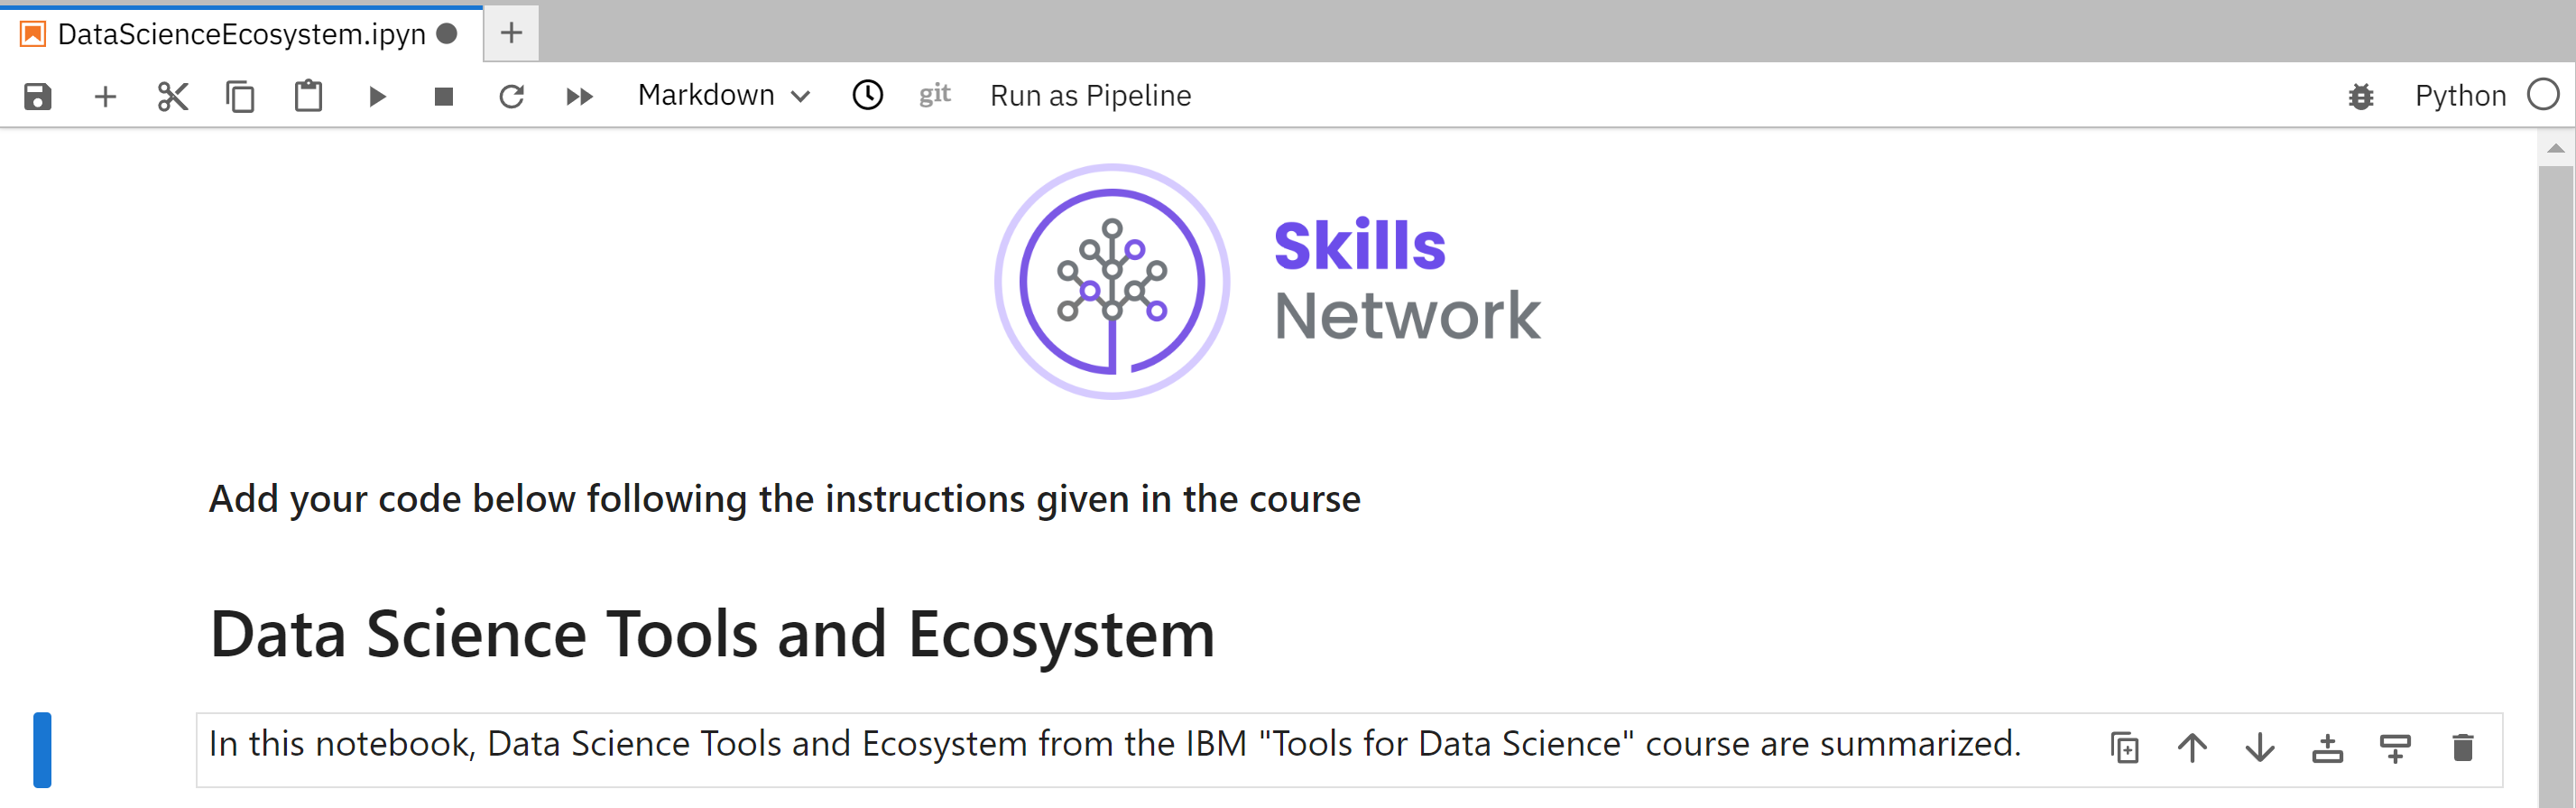 DataScienceEcosystem.ipyn
Markdown git Run as Pipeline Python
Skills
Network
Add your code below following the instructions given in the course
Data Science Tools and Ecosystem
In this notebook, Data Science Tools and Ecosystem from the IBM "Tools for Data Science" course are summarized.